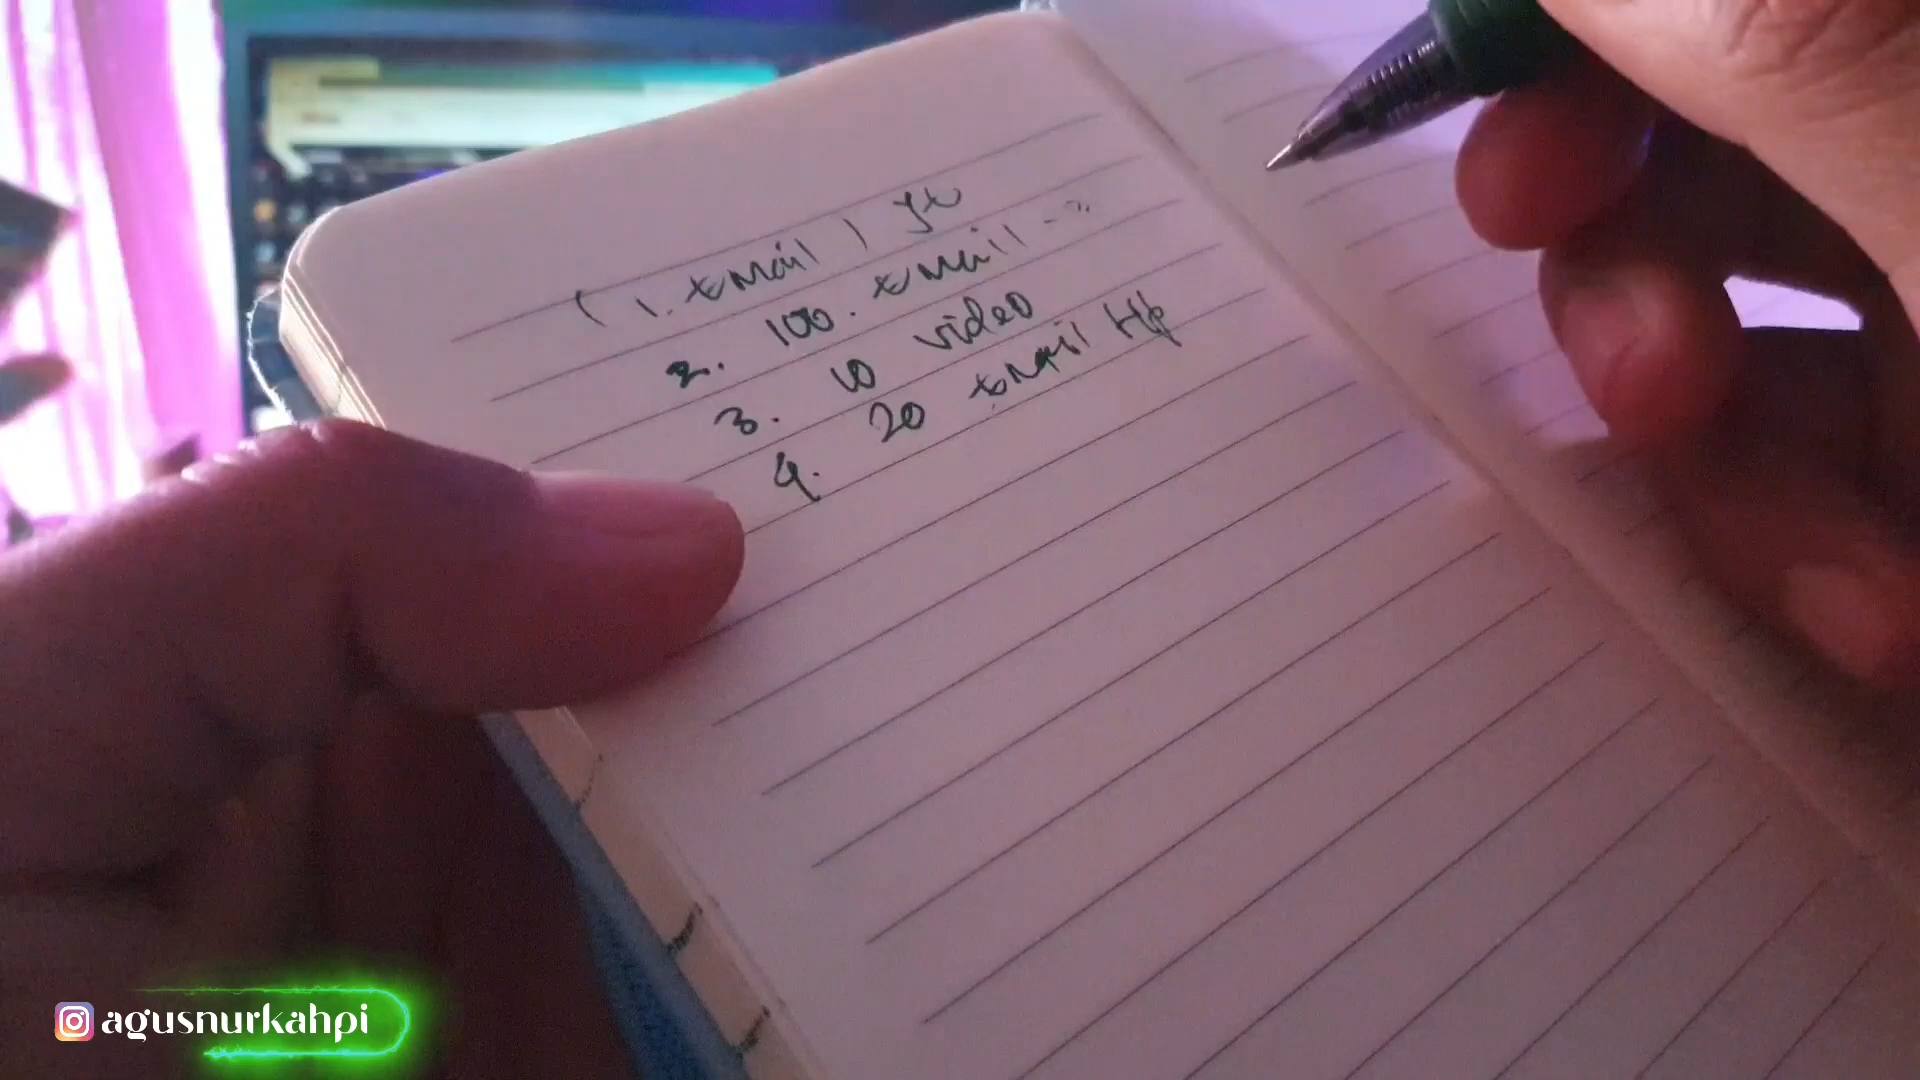 ( 1. email ) yt
2. 100. email - -
3. 10 video
4. 20 email Hp
agusnurkahpi